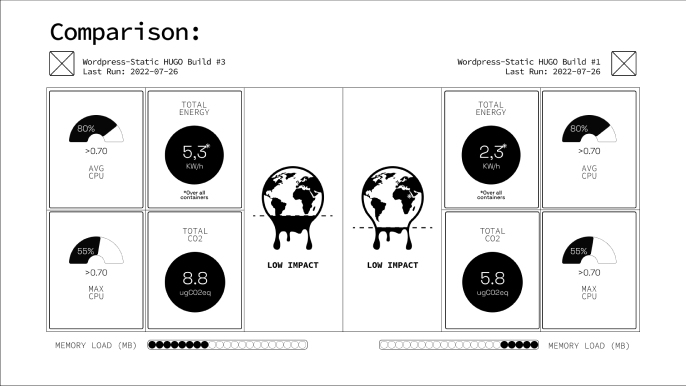 Comparison:
Wordpress-Static HUGO Build #3
Last Run: 2022-07-26
Wordpress-Static HUGO Build #1
Last Run: 2022-07-26
80%
>0.70
AVG
CPU
TOTAL
ENERGY
5,3*
KW/h
*Over all
containers
55%
>0.70
MAX
CPU
TOTAL
CO2
8.8
ugCO2eq
LOW IMPACT
LOW IMPACT
TOTAL
ENERGY
2,3*
KW/h
*Over all
containers
80%
>0.70
AVG
CPU
TOTAL
CO2
5.8
ugCO2eq
55%
>0.70
MAX
CPU
MEMORY LOAD (MB)
MEMORY LOAD (MB)